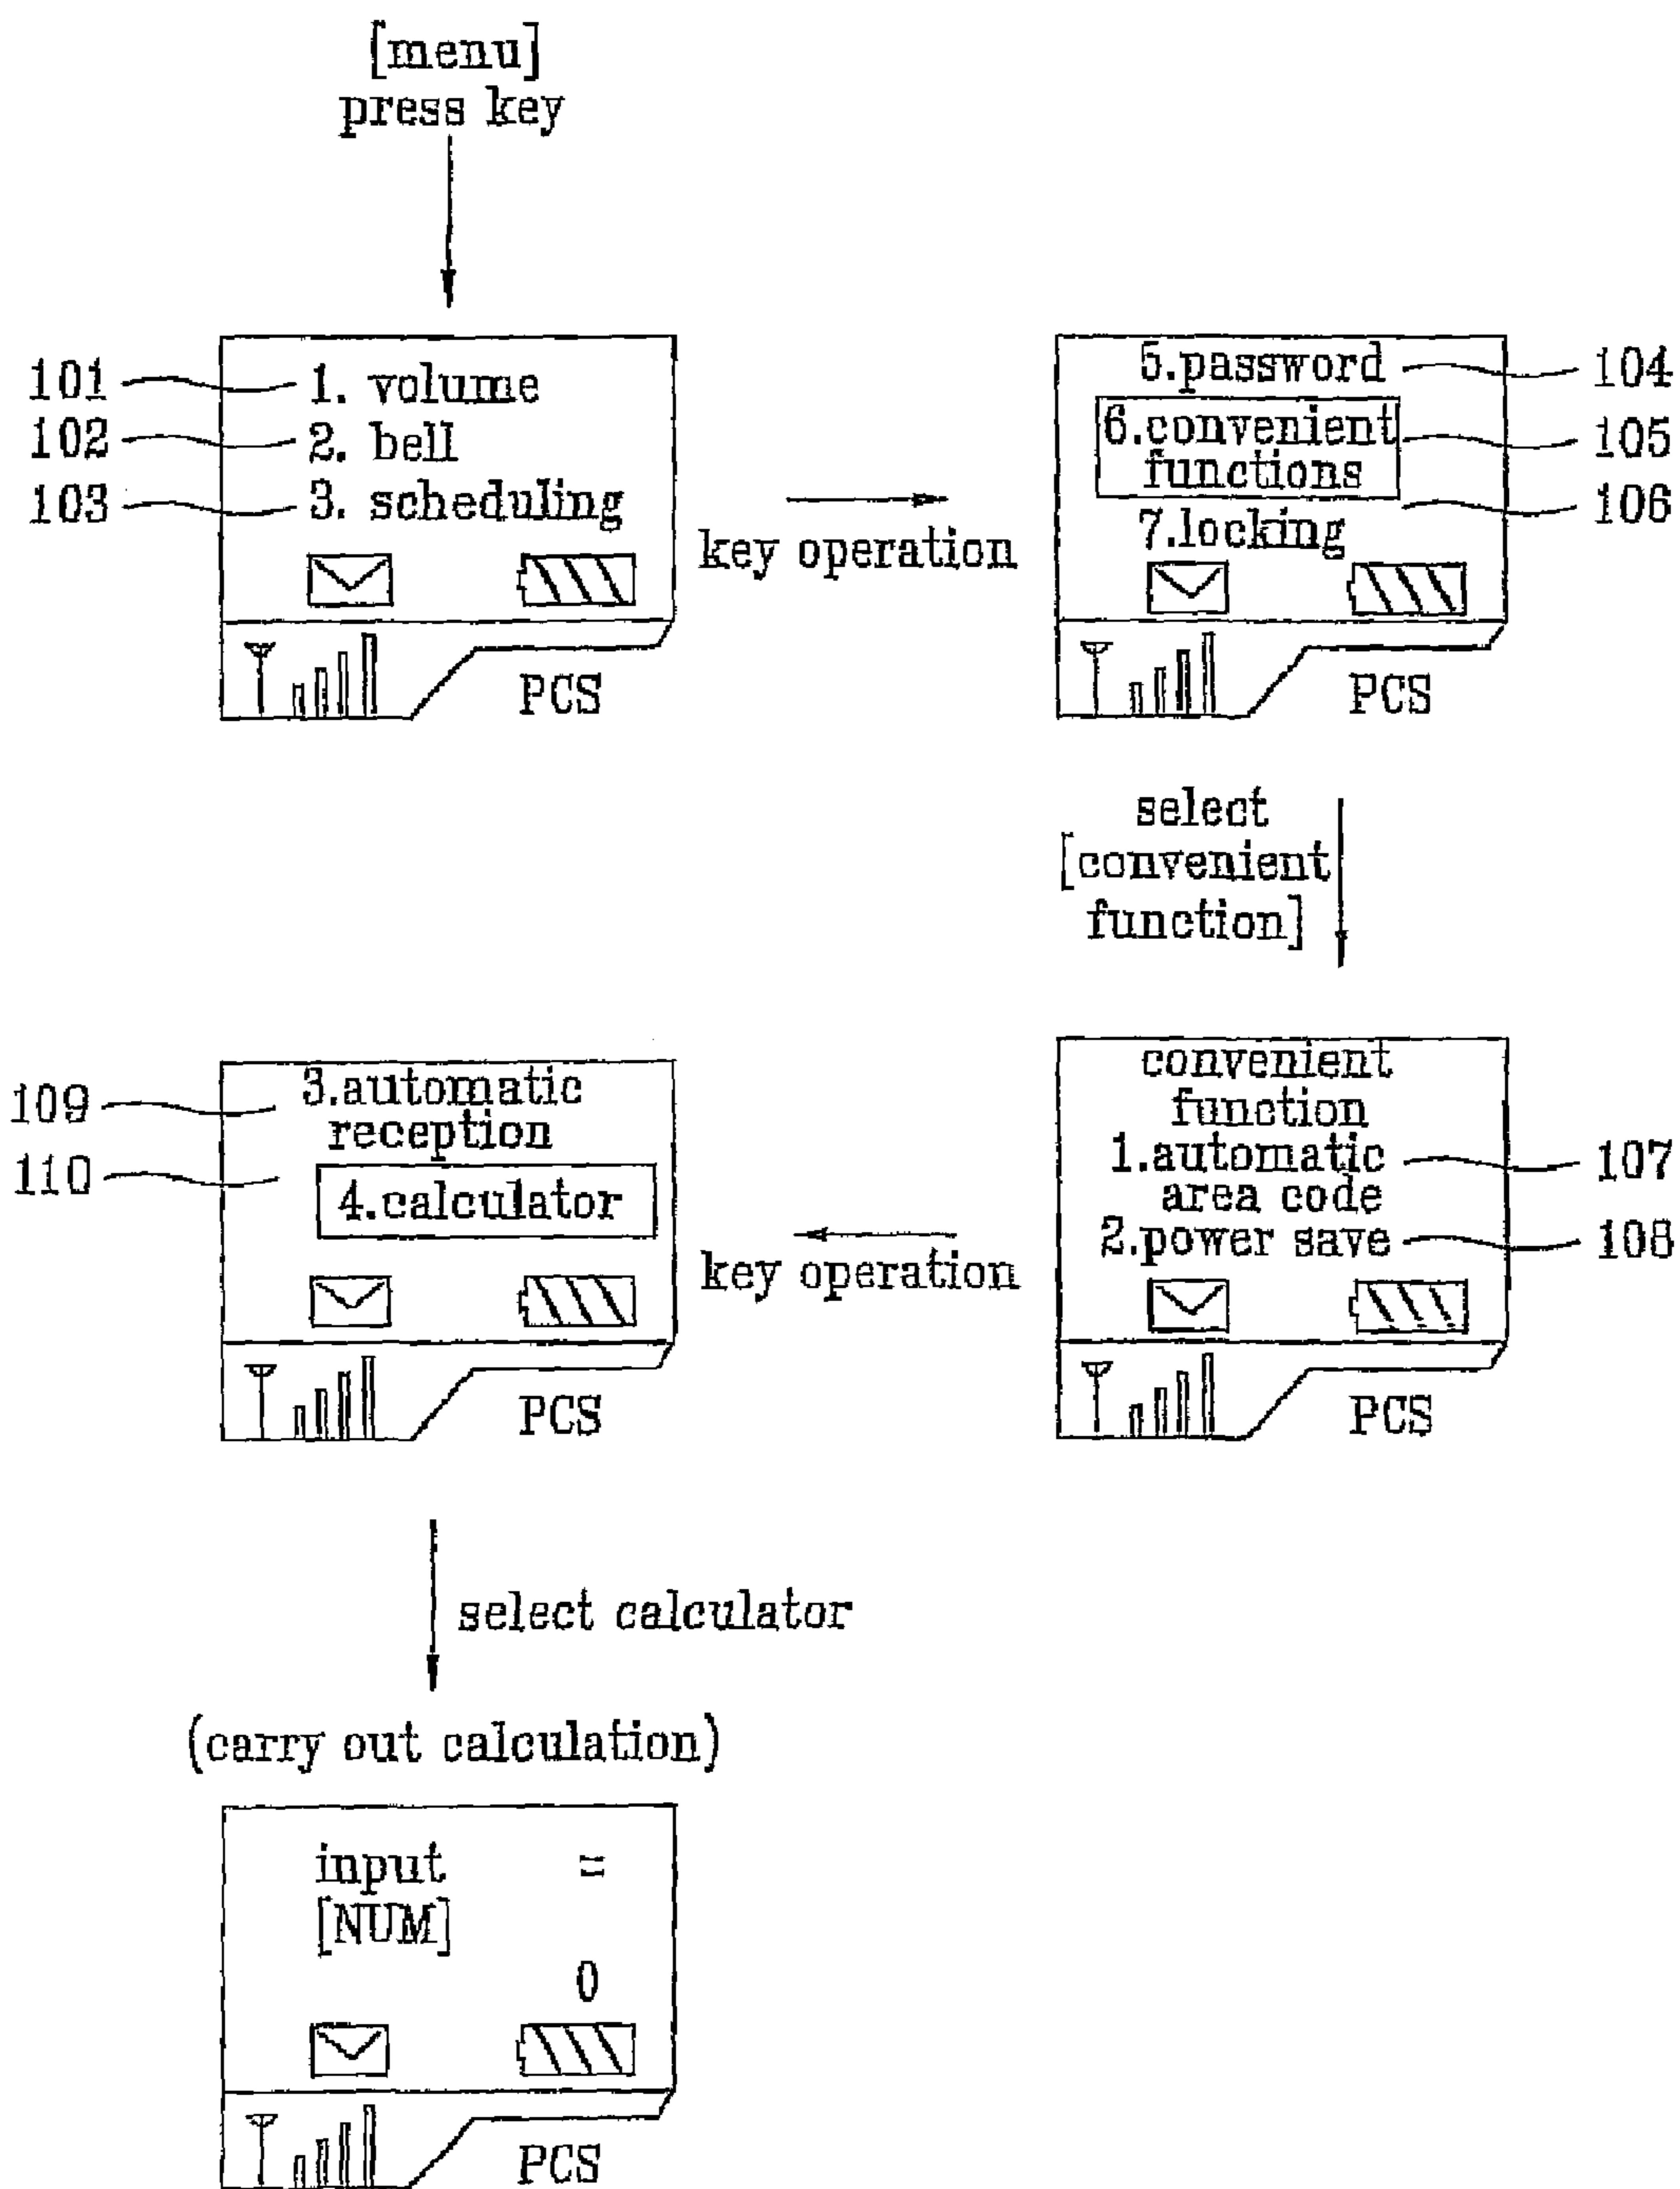 [menu]
press key
101
1. volume
102
2. bell
103
3. scheduling
PCS
key operation
5.password
104
6.convenient
functions
105
106
7.locking
PCS
select
[convenient
function]
convenient
function
1.automatic
area code
107
2.power save
108
PCS
key operation
109
3.automatic
reception
110
4.calculator
PCS
select calculator
(carry out calculation)
input =
[NUM]
0
PCS